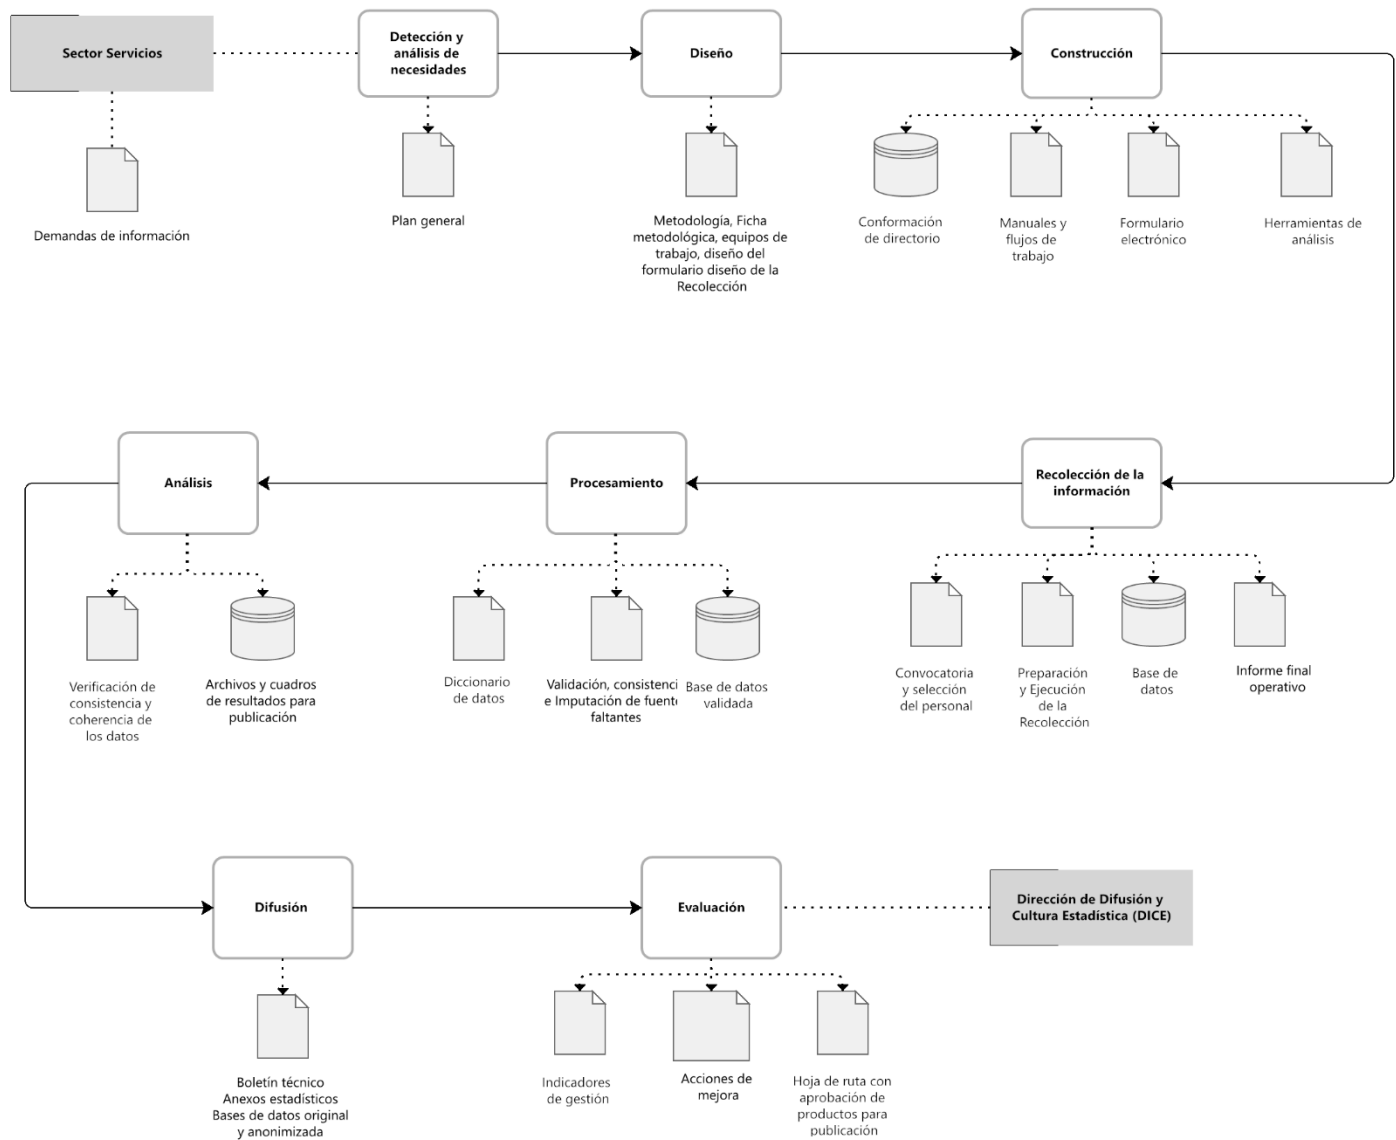 Sector Servicios
Detección y
análisis de
necesidades
Diseño
Construcción
Demandas de información
Plan general
Metodología, Ficha
metodológica, equipos de
trabajo, diseño del
formulario diseño de la
Recolección
Conformación
de directorio
Manuales y
flujos de
trabajo
Formulario
electrónico
Herramientas de
análisis
Análisis
Procesamiento
Recolección de la
información
Verificación de
consistencia y
coherencia de
los datos
Archivos y cuadros
de resultados para
publicación
Diccionario
de datos
Validación, consistenci
e Imputación de fuent
faltantes
Base de datos
validada
Convocatoria
y selección
del personal
Preparación
y Ejecución
de la
Recolección
Base de
datos
Informe final
operativo
Difusión
Evaluación
Dirección de Difusión y
Cultura Estadística (DICE)
Boletín técnico
Anexos estadísticos
Bases de datos original
y anonimizada
Indicadores
de gestión
Acciones de
mejora
Hoja de ruta con
aprobación de
productos para
publicación